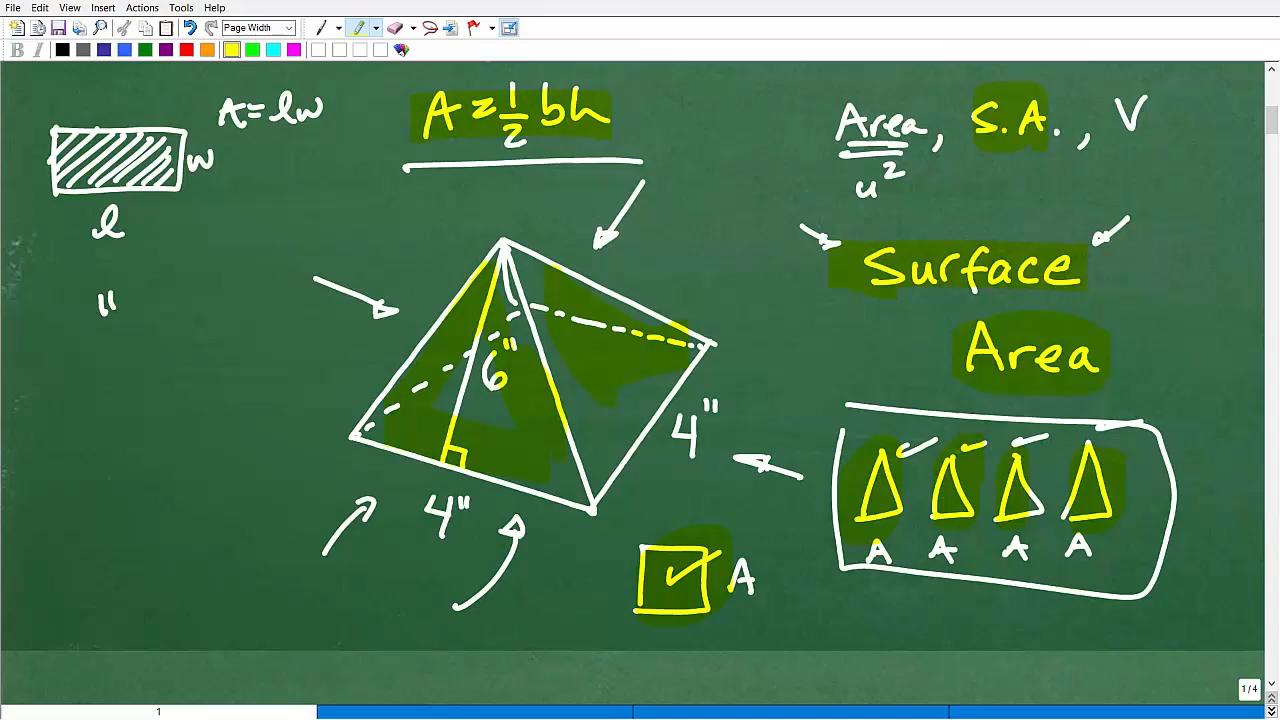 File Edit View Insert Actions Tools Help
Page Width
B I
A = lw
w
l
"
A = 1/2 bh
Area, S.A., V
u²
Surface
Area
6"
4"
4"
A A A A
A
1/4
1